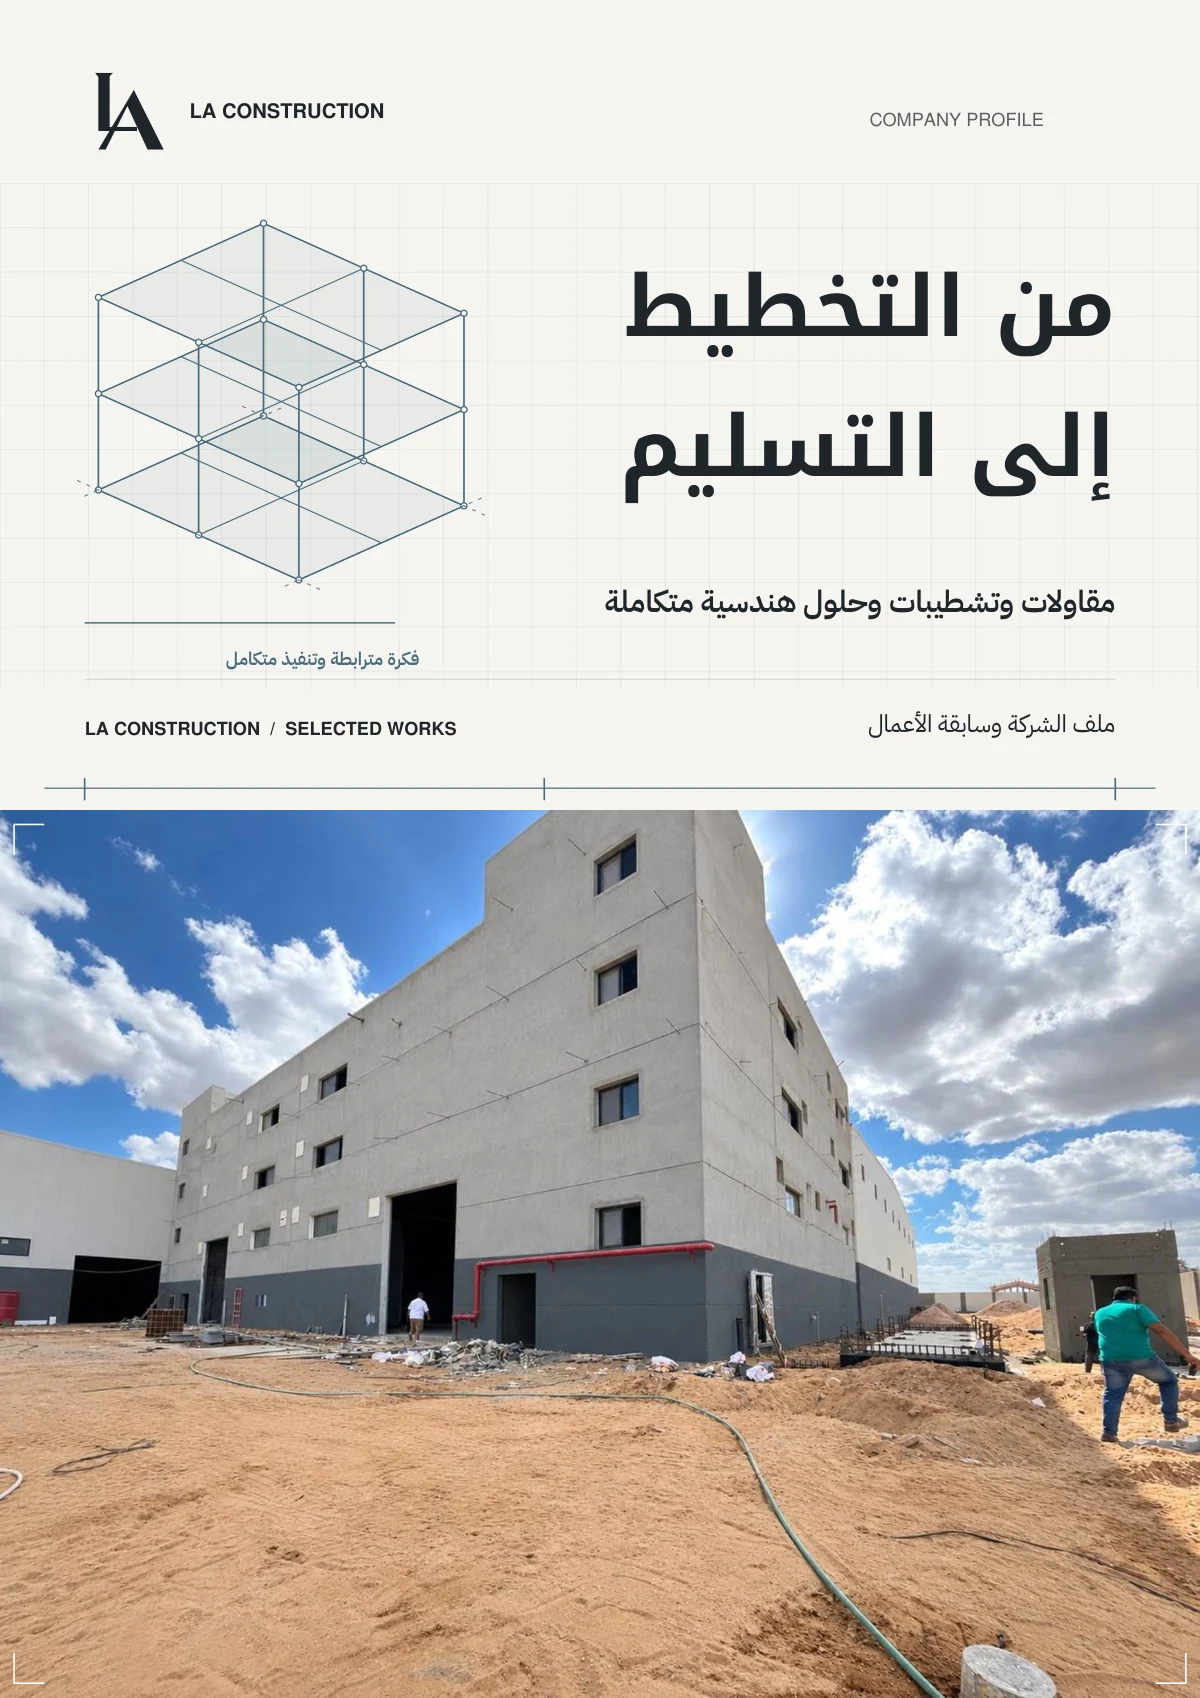 LA
LA CONSTRUCTION
COMPANY PROFILE
من التخطيط
إلى التسليم
مقاولات وتشطيبات وحلول هندسية متكاملة
فكرة مترابطة وتنفيذ متكامل
LA CONSTRUCTION / SELECTED WORKS
ملف الشركة وسابقة الأعمال